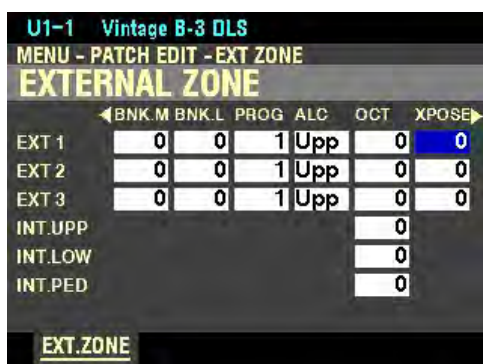 U1-1 Vintage B-3 DLS
MENU - PATCH EDIT - EXT ZONE
EXTERNAL ZONE
BNK.M BNK.L PROG ALC OCT XPOSE
EXT 1 0 0 1 Upp 0 0
EXT 2 0 0 1 Upp 0 0
EXT 3 0 0 1 Upp 0 0
INT.UPP 0
INT.LOW 0
INT.PED 0
EXT.ZONE